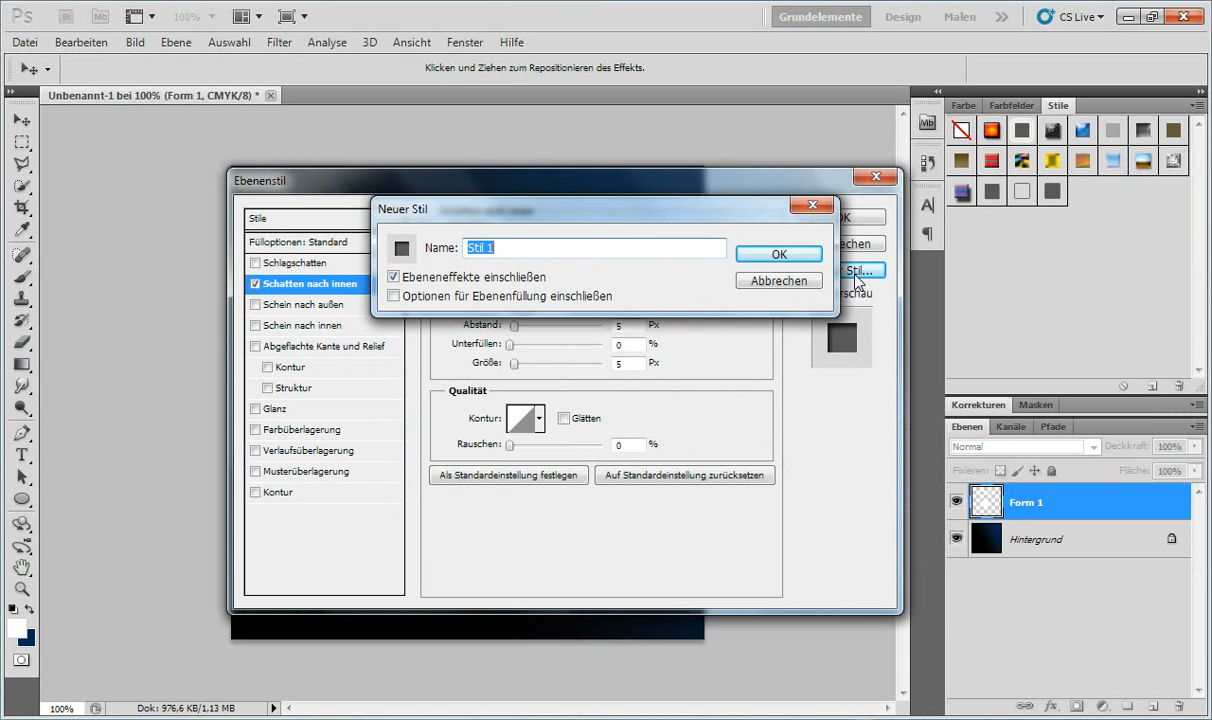 Ps Br Mb 100% Grundelemente Design Malen CS Live
Datei Bearbeiten Bild Ebene Auswahl Filter Analyse 3D Ansicht Fenster Hilfe
Klicken und Ziehen zum Repositionieren des Effekts.
Unbenannt-1 bei 100% (Form 1, CMYK/8) *
Farbe Farbfelder Stile
Mb
Ebenenstil
Neuer Stil
Name: Stil 1
OK
Abbrechen
Ebeneneffekte einschließen
Optionen für Ebenenfüllung einschließen
Stile
Fülloptionen: Standard
Schlagschatten
Schatten nach innen
Schein nach außen
Schein nach innen
Abgeflachte Kante und Relief
Kontur
Struktur
Glanz
Farbüberlagerung
Verlaufsüberlagerung
Musterüberlagerung
Kontur
Abstand: 5 Px
Unterfüllen: 0 %
Größe: 5 Px
Qualität
Kontur: Glätten
Rauschen: 0 %
Als Standardeinstellung festlegen Auf Standardeinstellung zurücksetzen
OK
echen
Stil...
schau
Korrekturen Masken
Ebenen Kanäle Pfade
Normal Deckkraft: 100%
Fixieren: Fläche: 100%
Form 1
Hintergrund
100% Dok: 976,6 KB/1,13 MB